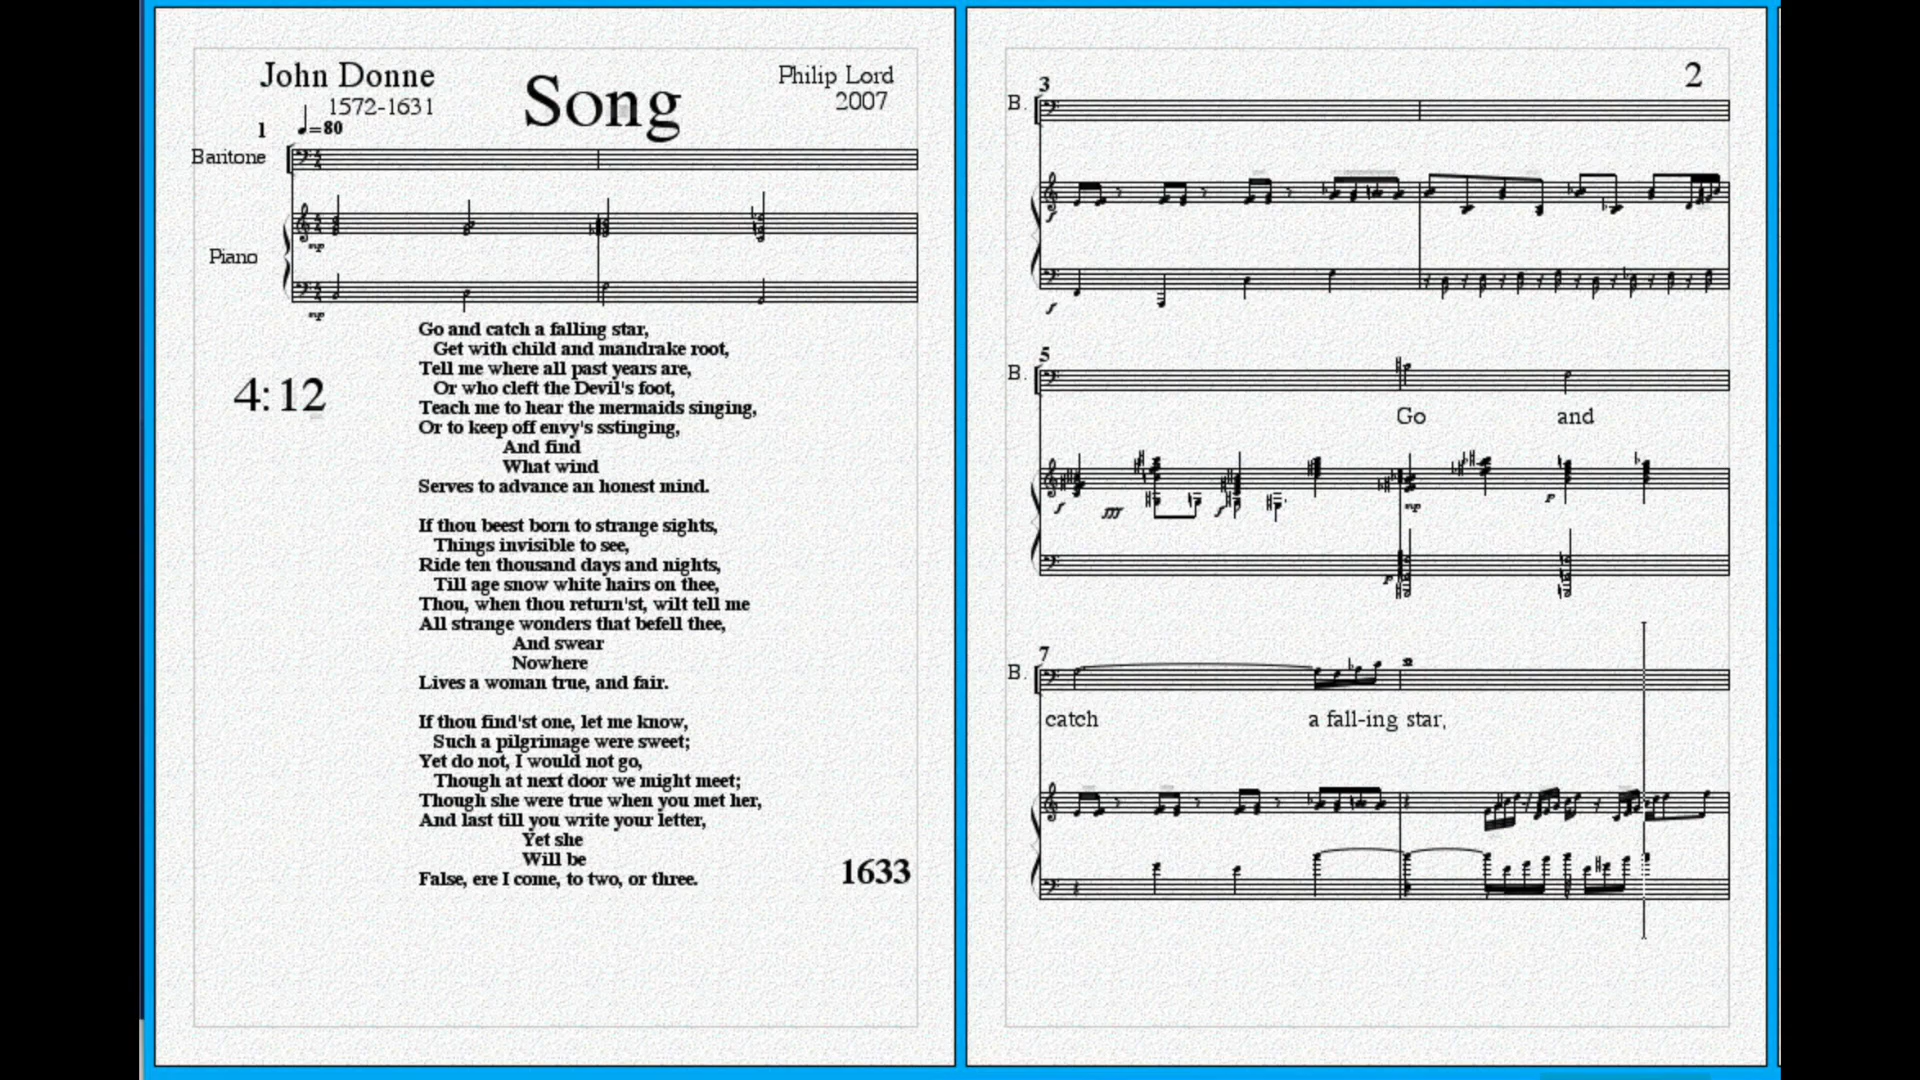 John Donne
1572-1631
Song
Philip Lord
2007
1
♩=80
Baritone
Piano
mp
mp
4:12
Go and catch a falling star,
Get with child and mandrake root,
Tell me where all past years are,
Or who cleft the Devil's foot,
Teach me to hear the mermaids singing,
Or to keep off envy's sstinging,
And find
What wind
Serves to advance an honest mind.
If thou beest born to strange sights,
Things invisible to see,
Ride ten thousand days and nights,
Till age snow white hairs on thee,
Thou, when thou return'st, wilt tell me
All strange wonders that befell thee,
And swear
Nowhere
Lives a woman true, and fair.
If thou find'st one, let me know,
Such a pilgrimage were sweet;
Yet do not, I would not go,
Though at next door we might meet;
Though she were true when you met her,
And last till you write your letter,
Yet she
Will be
False, ere I come, to two, or three.
1633
2
3
B.
f
f
5
B.
Go and
f fff f mp p
p
7
B.
catch a fall-ing star,